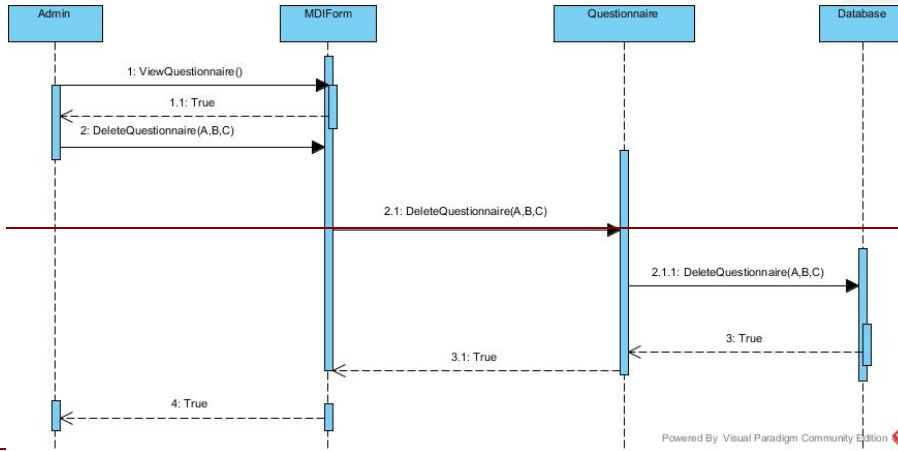 Admin
MDIForm
Questionnaire
Database
1: ViewQuestionnaire()
1.1: True
2: DeleteQuestionnaire(A,B,C)
2.1: DeleteQuestionnaire(A,B,C)
2.1.1: DeleteQuestionnaire(A,B,C)
3: True
3.1: True
4: True
Powered By Visual Paradigm Community Edition